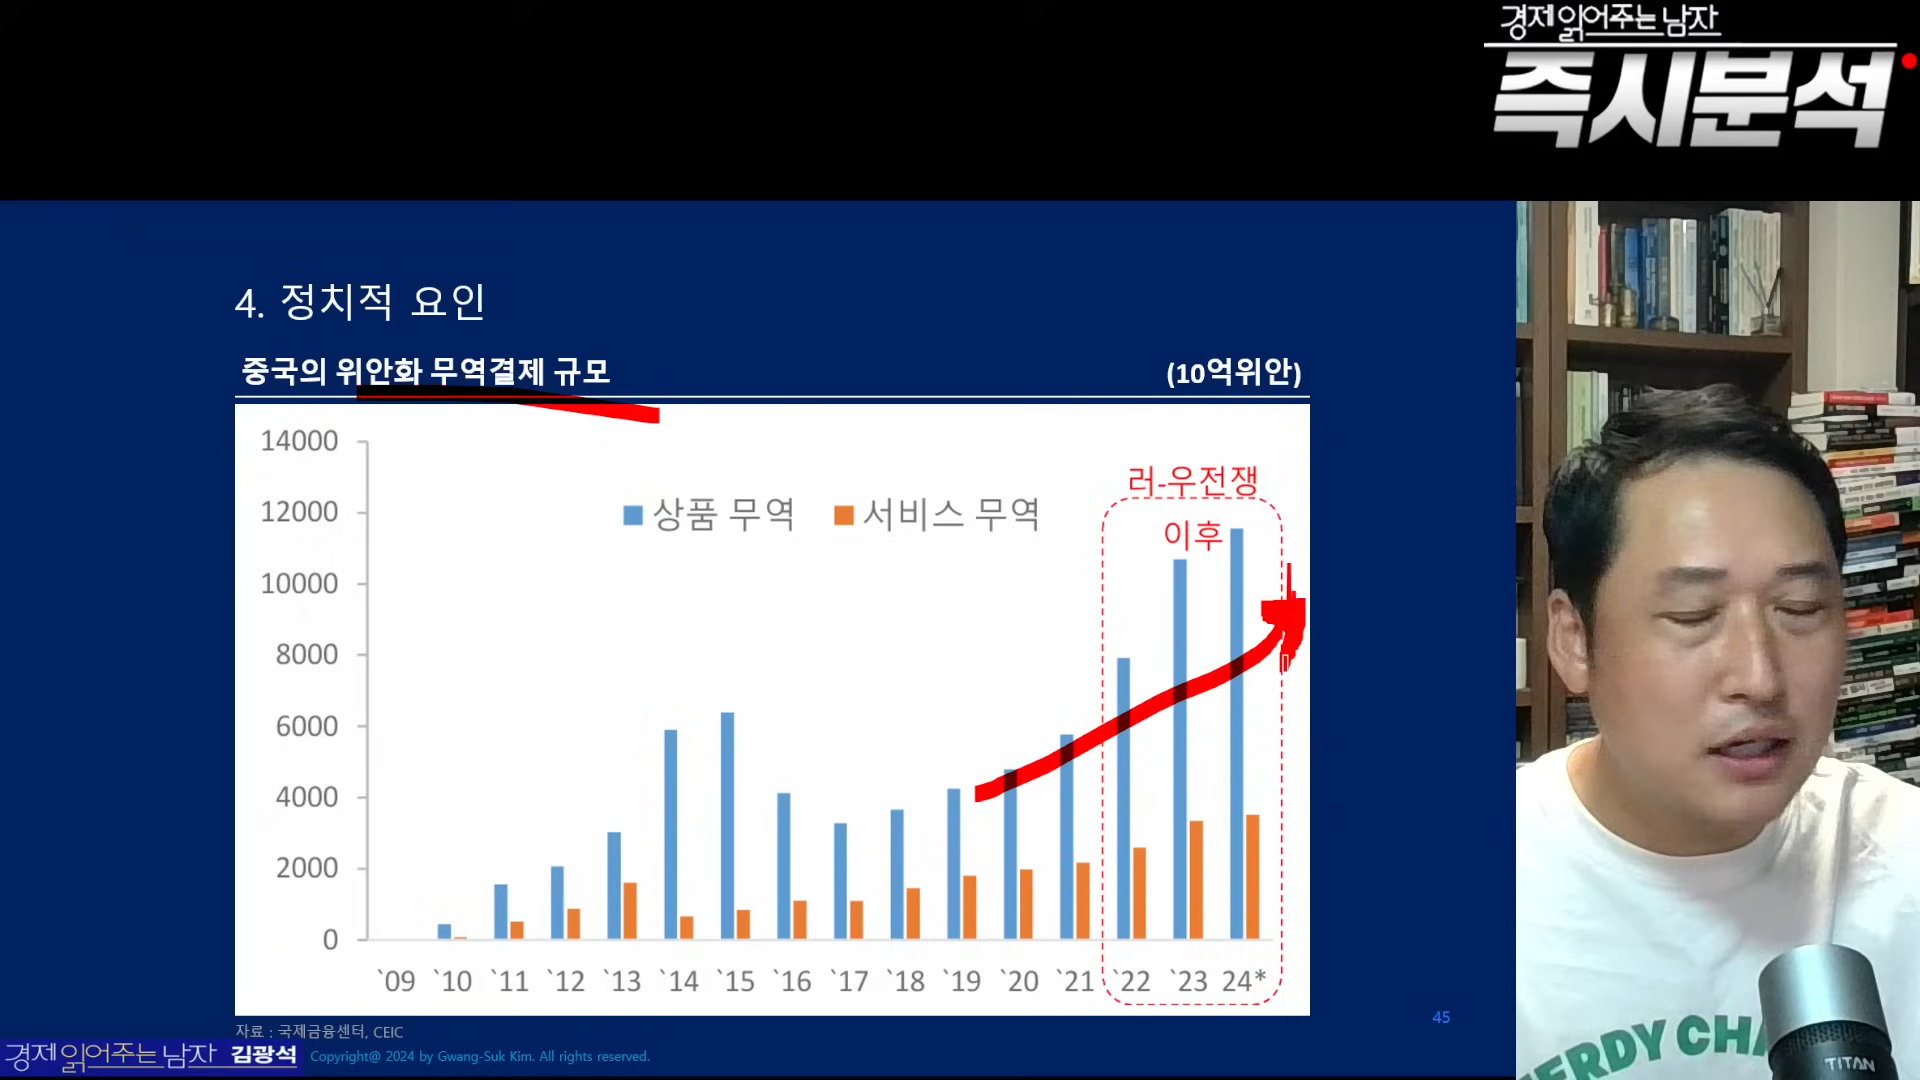 경제읽어주는남자
즉시분석
4. 정치적 요인
중국의 위안화 무역결제 규모
(10억위안)
14000
12000
10000
8000
6000
4000
2000
0
상품 무역
서비스 무역
러-우전쟁
이후
`09 `10 `11 `12 `13 `14 `15 `16 `17 `18 `19 `20 `21 `22 `23 24*
자료 : 국제금융센터, CEIC
45
경제 읽어주는 남자 김광석
Copyright@ 2024 by Gwang-Suk Kim. All rights reserved.
ERDY CHA
TITAN